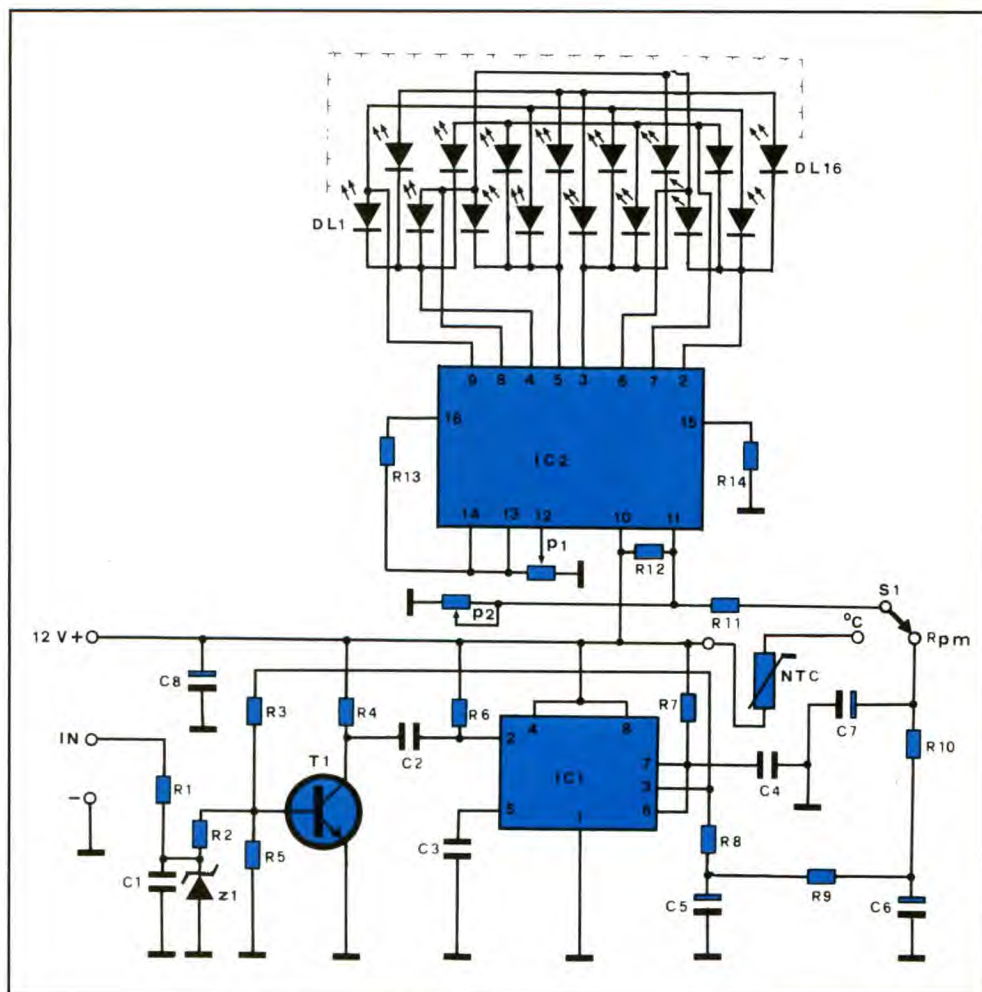 DL16
DL1
9 8 4 5 3 6 7 2
16 15
IC2
R13 R14
14 13 12 10 11
P1
R12
P2
S1
R11
12 V+
°C
Rpm
C8
NTC
R3 R4 R6 R7
C7
IN
T1
C2
2 4 8
7
3
6
IC1
R10
C4
R1
5 1
-
R2
R5
C3
R8
C1
Z1
C5
R9
C6